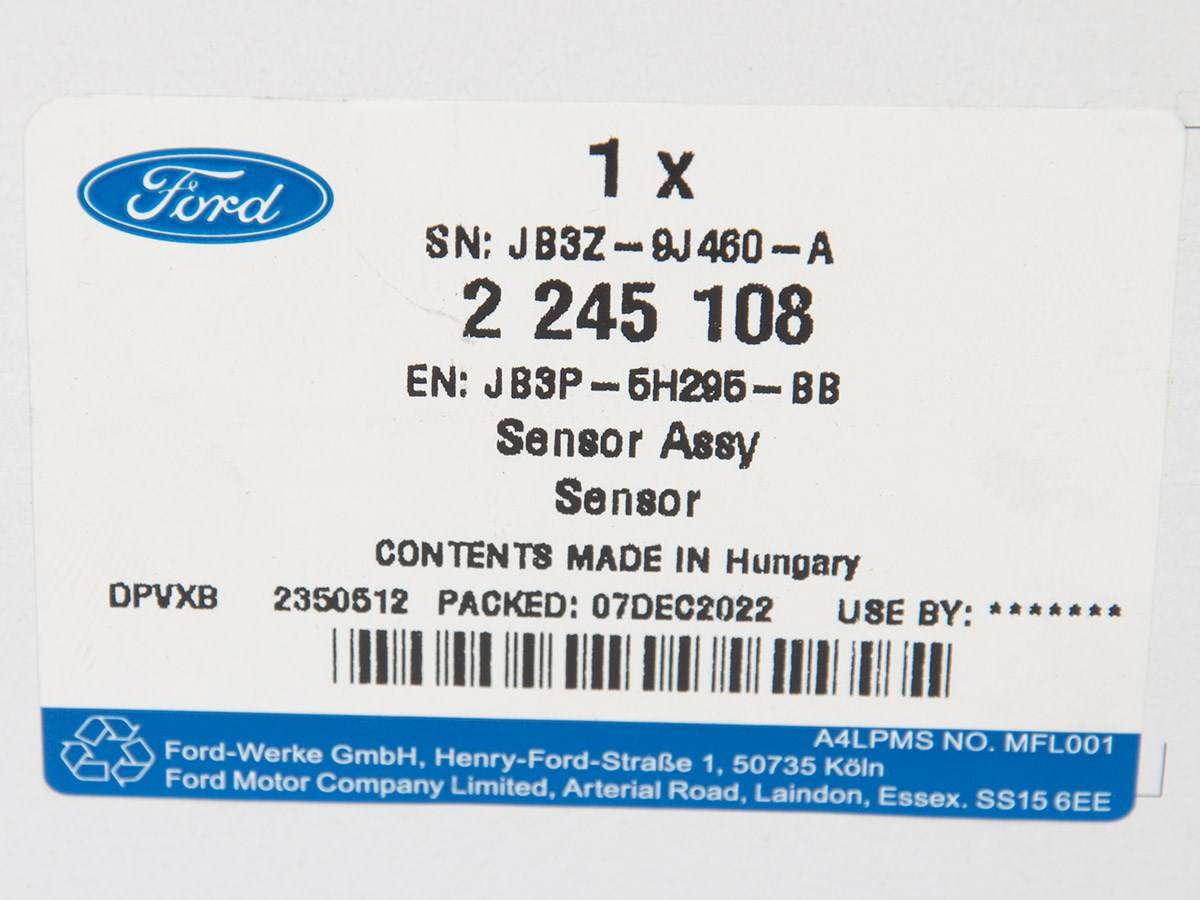 Ford
1 x
SN: JB3Z-9J460-A
2 245 108
EN: JB3P-5H295-BB
Sensor Assy
Sensor
CONTENTS MADE IN Hungary
DPVXB 2350512 PACKED: 07DEC2022 USE BY: *******
A4LPMS NO. MFL001
Ford-Werke GmbH, Henry-Ford-Straße 1, 50735 Köln
Ford Motor Company Limited, Arterial Road, Laindon, Essex. SS15 6EE